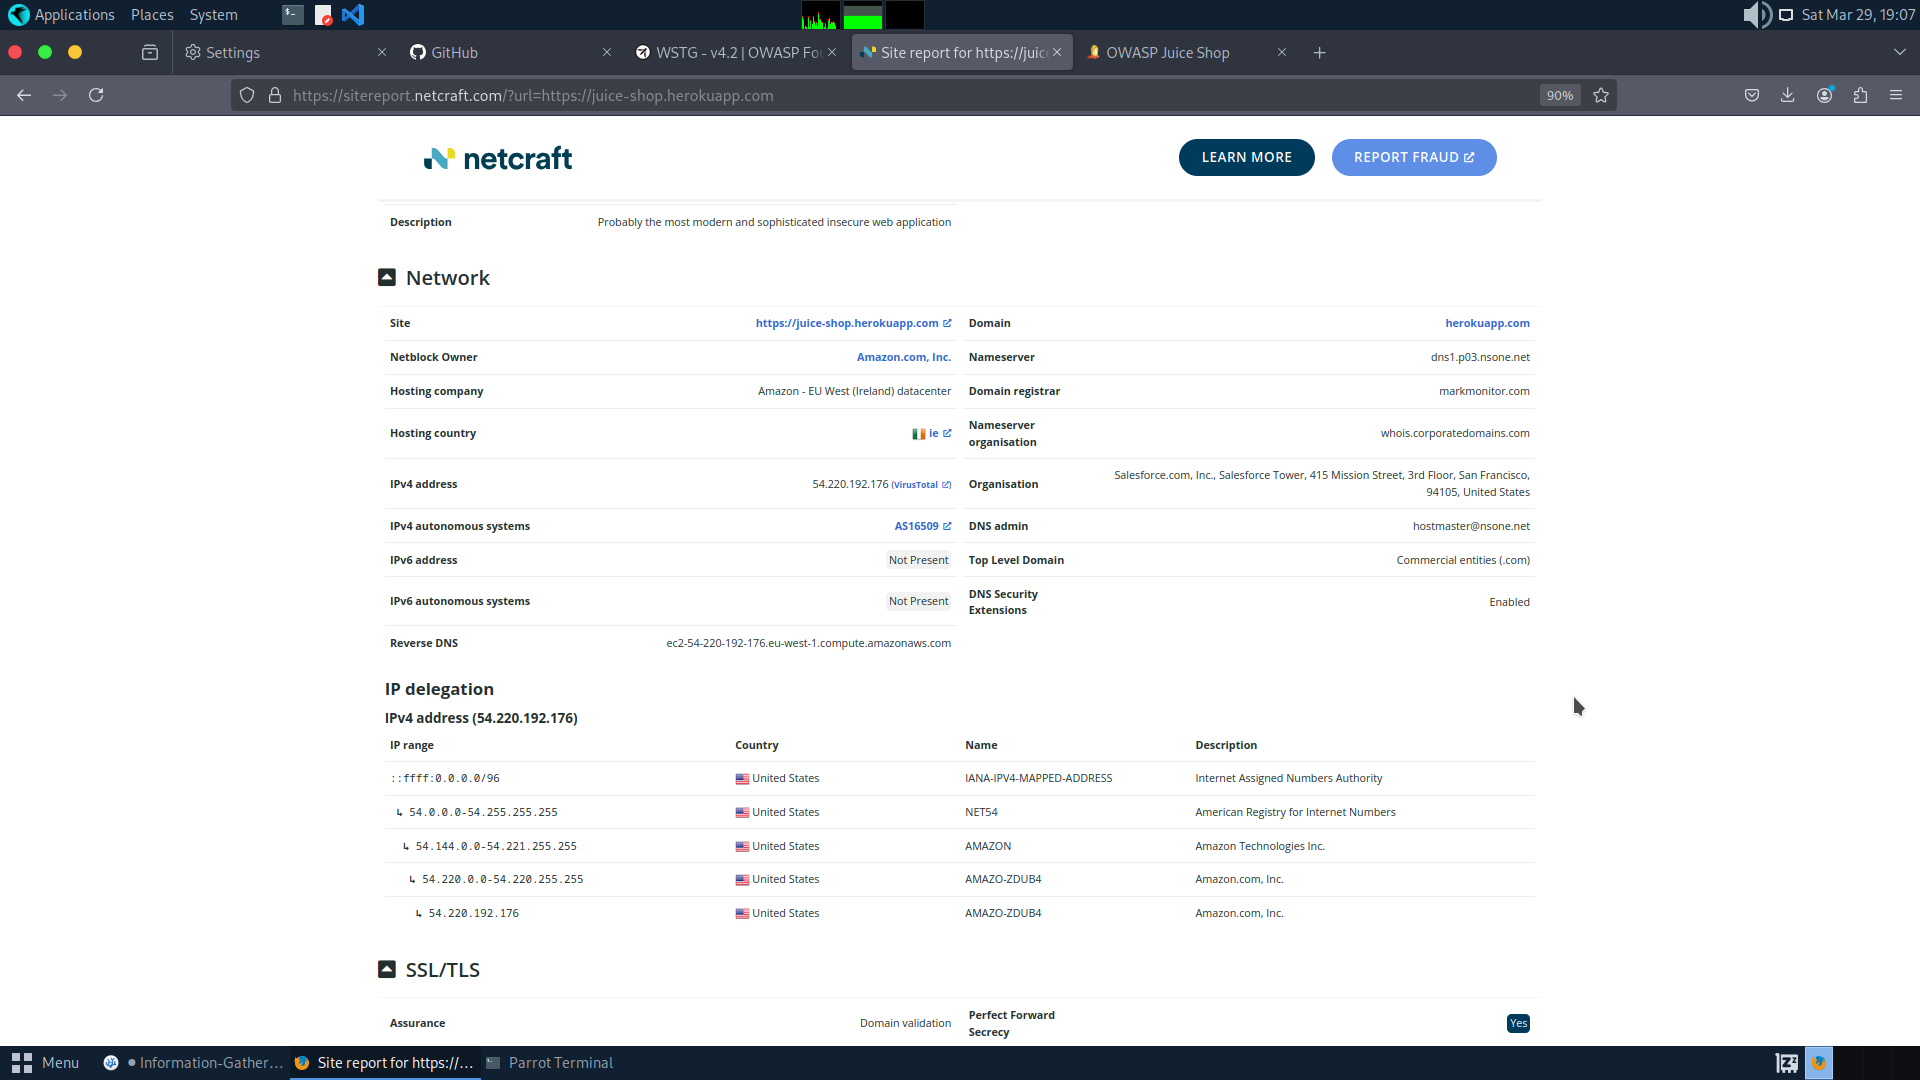 Applications Places System
Sat Mar 29, 19:07
Settings
GitHub
WSTG - v4.2 | OWASP Fou
Site report for https://juice
OWASP Juice Shop
https://sitereport.netcraft.com/?url=https://juice-shop.herokuapp.com
90%
netcraft
LEARN MORE
REPORT FRAUD
Description Probably the most modern and sophisticated insecure web application
Network
Site https://juice-shop.herokuapp.com
Domain herokuapp.com
Netblock Owner Amazon.com, Inc.
Nameserver dns1.p03.nsone.net
Hosting company Amazon - EU West (Ireland) datacenter
Domain registrar markmonitor.com
Hosting country ie
Nameserver
organisation
whois.corporatedomains.com
IPv4 address 54.220.192.176 (VirusTotal)
Organisation
Salesforce.com, Inc., Salesforce Tower, 415 Mission Street, 3rd Floor, San Francisco,
94105, United States
IPv4 autonomous systems AS16509
DNS admin hostmaster@nsone.net
IPv6 address Not Present
Top Level Domain Commercial entities (.com)
IPv6 autonomous systems Not Present
DNS Security
Extensions
Enabled
Reverse DNS ec2-54-220-192-176.eu-west-1.compute.amazonaws.com
IP delegation
IPv4 address (54.220.192.176)
IP range Country Name Description
::ffff:0.0.0.0/96 United States IANA-IPV4-MAPPED-ADDRESS Internet Assigned Numbers Authority
↳ 54.0.0.0-54.255.255.255 United States NET54 American Registry for Internet Numbers
↳ 54.144.0.0-54.221.255.255 United States AMAZON Amazon Technologies Inc.
↳ 54.220.0.0-54.220.255.255 United States AMAZO-ZDUB4 Amazon.com, Inc.
↳ 54.220.192.176 United States AMAZO-ZDUB4 Amazon.com, Inc.
SSL/TLS
Assurance Domain validation
Perfect Forward
Secrecy
Yes
Menu
Information-Gather...
Site report for https://...
Parrot Terminal